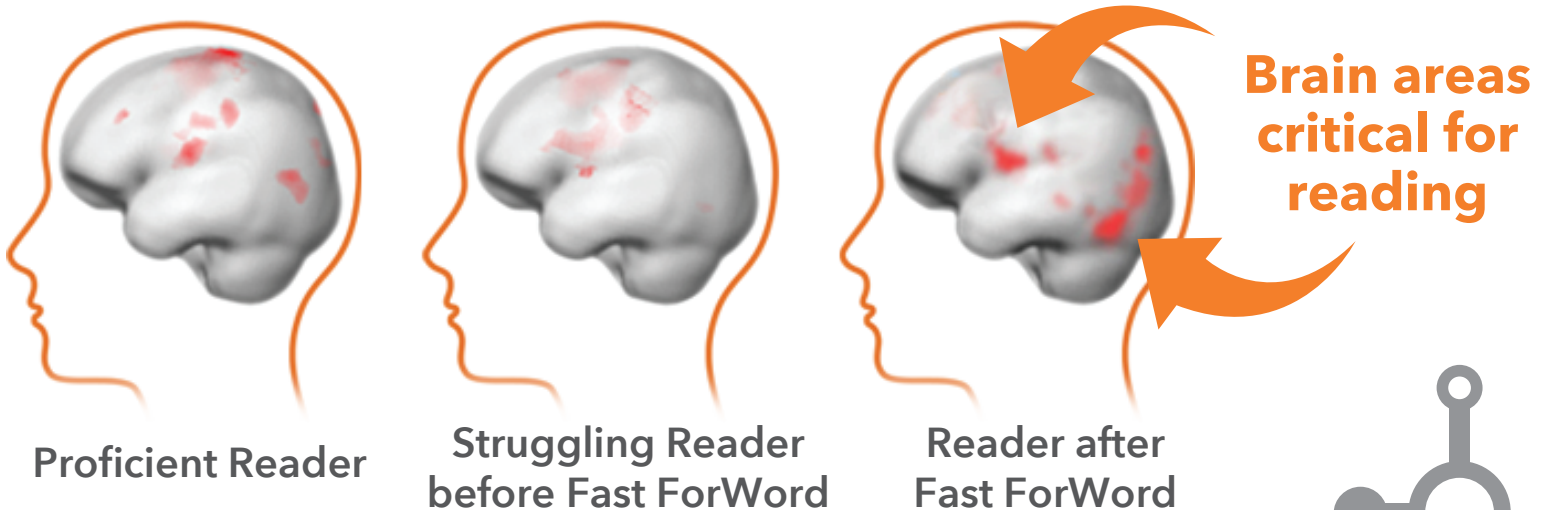 Brain areas
critical for
reading
Proficient Reader
Struggling Reader
before Fast ForWord
Reader after
Fast ForWord